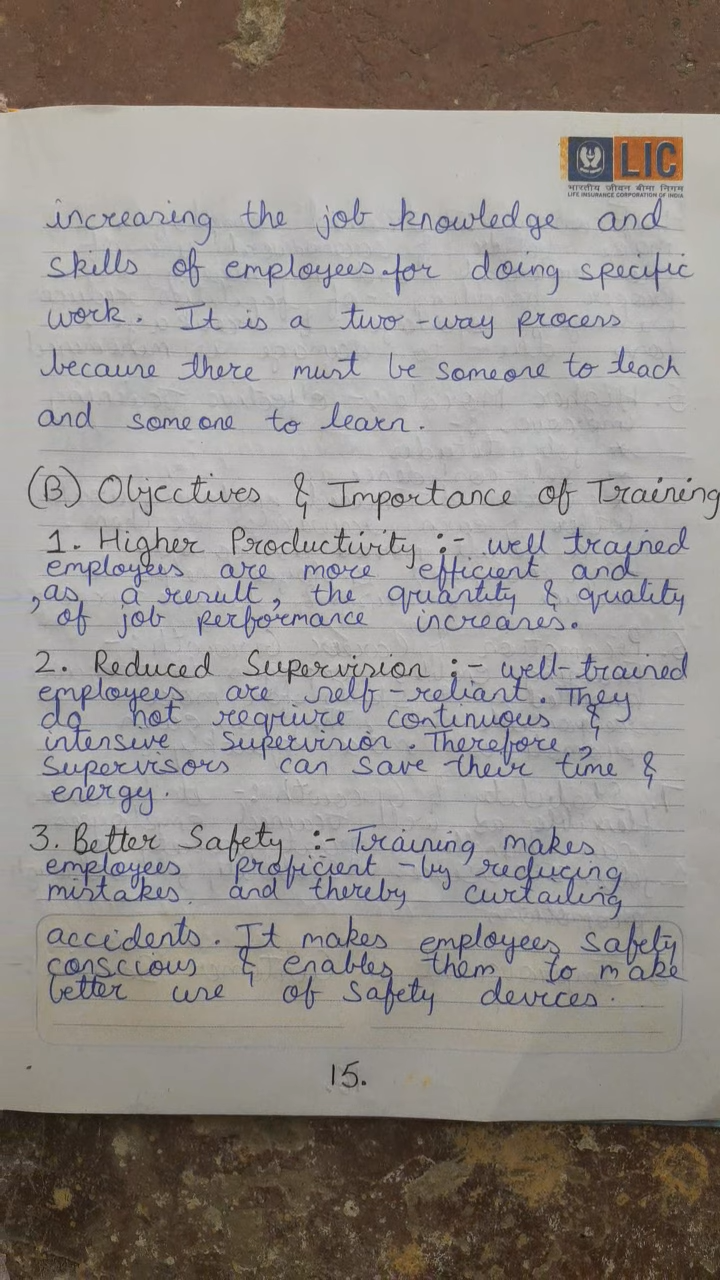 LIC
भारतीय जीवन बीमा निगम
LIFE INSURANCE CORPORATION OF INDIA
increasing the job knowledge and
skills of employees for doing specific
work. It is a two-way process
because there must be someone to teach
and someone to learn.
(B) Objectives & Importance of Training
1. Higher Productivity :- well trained
employees are more efficient and
, as a result, the quantity & quality
of job performance increases.
2. Reduced Supervision :- well-trained
employees are self-reliant. They
do not reqriure continuous &
intensive Supervision. Therefore,
Supervisors can save their time &
energy.
3. Better Safety :- Training makes
employees proficient -by reducing
mistakes and thereby curtailing
accidents. It makes employees safety
conscious & enables them to make
better use of safety devices.
15.